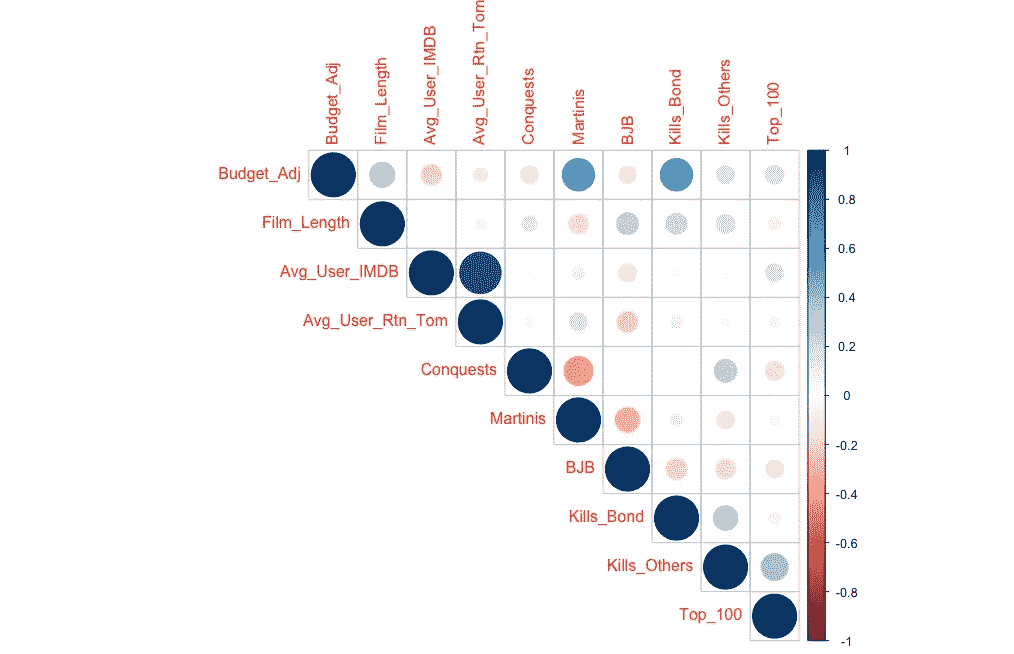 Budget_Adj
Film_Length
Avg_User_IMDB
Avg_User_Rtn_Tom
Conquests
Martinis
BJB
Kills_Bond
Kills_Others
Top_100
Budget_Adj
Film_Length
Avg_User_IMDB
Avg_User_Rtn_Tom
Conquests
Martinis
BJB
Kills_Bond
Kills_Others
Top_100
1
0.8
0.6
0.4
0.2
0
-0.2
-0.4
-0.6
-0.8
-1